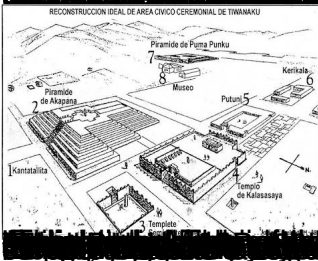 RECONSTRUCCION IDEAL DE AREA CIVICO CEREMONIAL DE TIWANAKU
Piramide de Puma Punku
7
8
Museo
Kerikala
6
Piramide
de Akapana
2
Putuni
5
1
Kantatallita
N.
4
Templo
de Kalasasaya
3
Templete